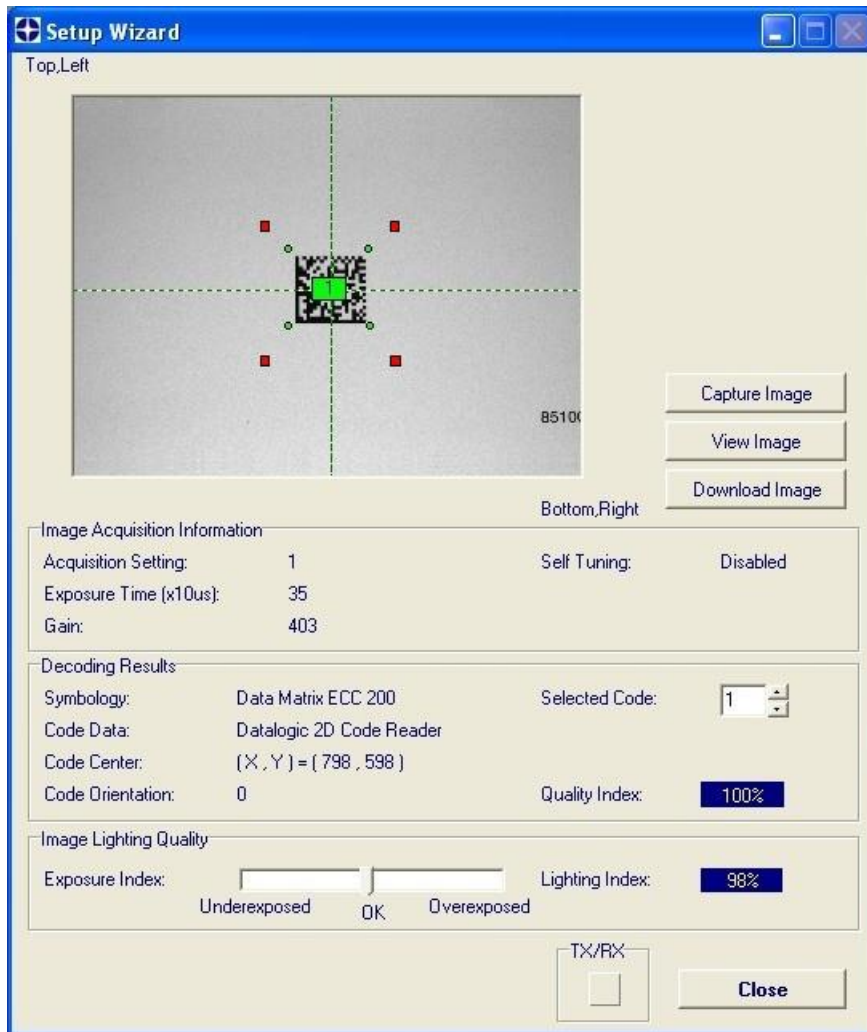 Setup Wizard
Top,Left
1
85100
Capture Image
View Image
Download Image
Bottom,Right
Image Acquisition Information
Acquisition Setting: 1 Self Tuning: Disabled
Exposure Time (x10us): 35
Gain: 403
Decoding Results
Symbology: Data Matrix ECC 200 Selected Code: 1
Code Data: Datalogic 2D Code Reader
Code Center: ( X , Y ) = ( 798 , 598 )
Code Orientation: 0 Quality Index: 100%
Image Lighting Quality
Exposure Index: Lighting Index: 98%
Underexposed OK Overexposed
TX/RX
Close